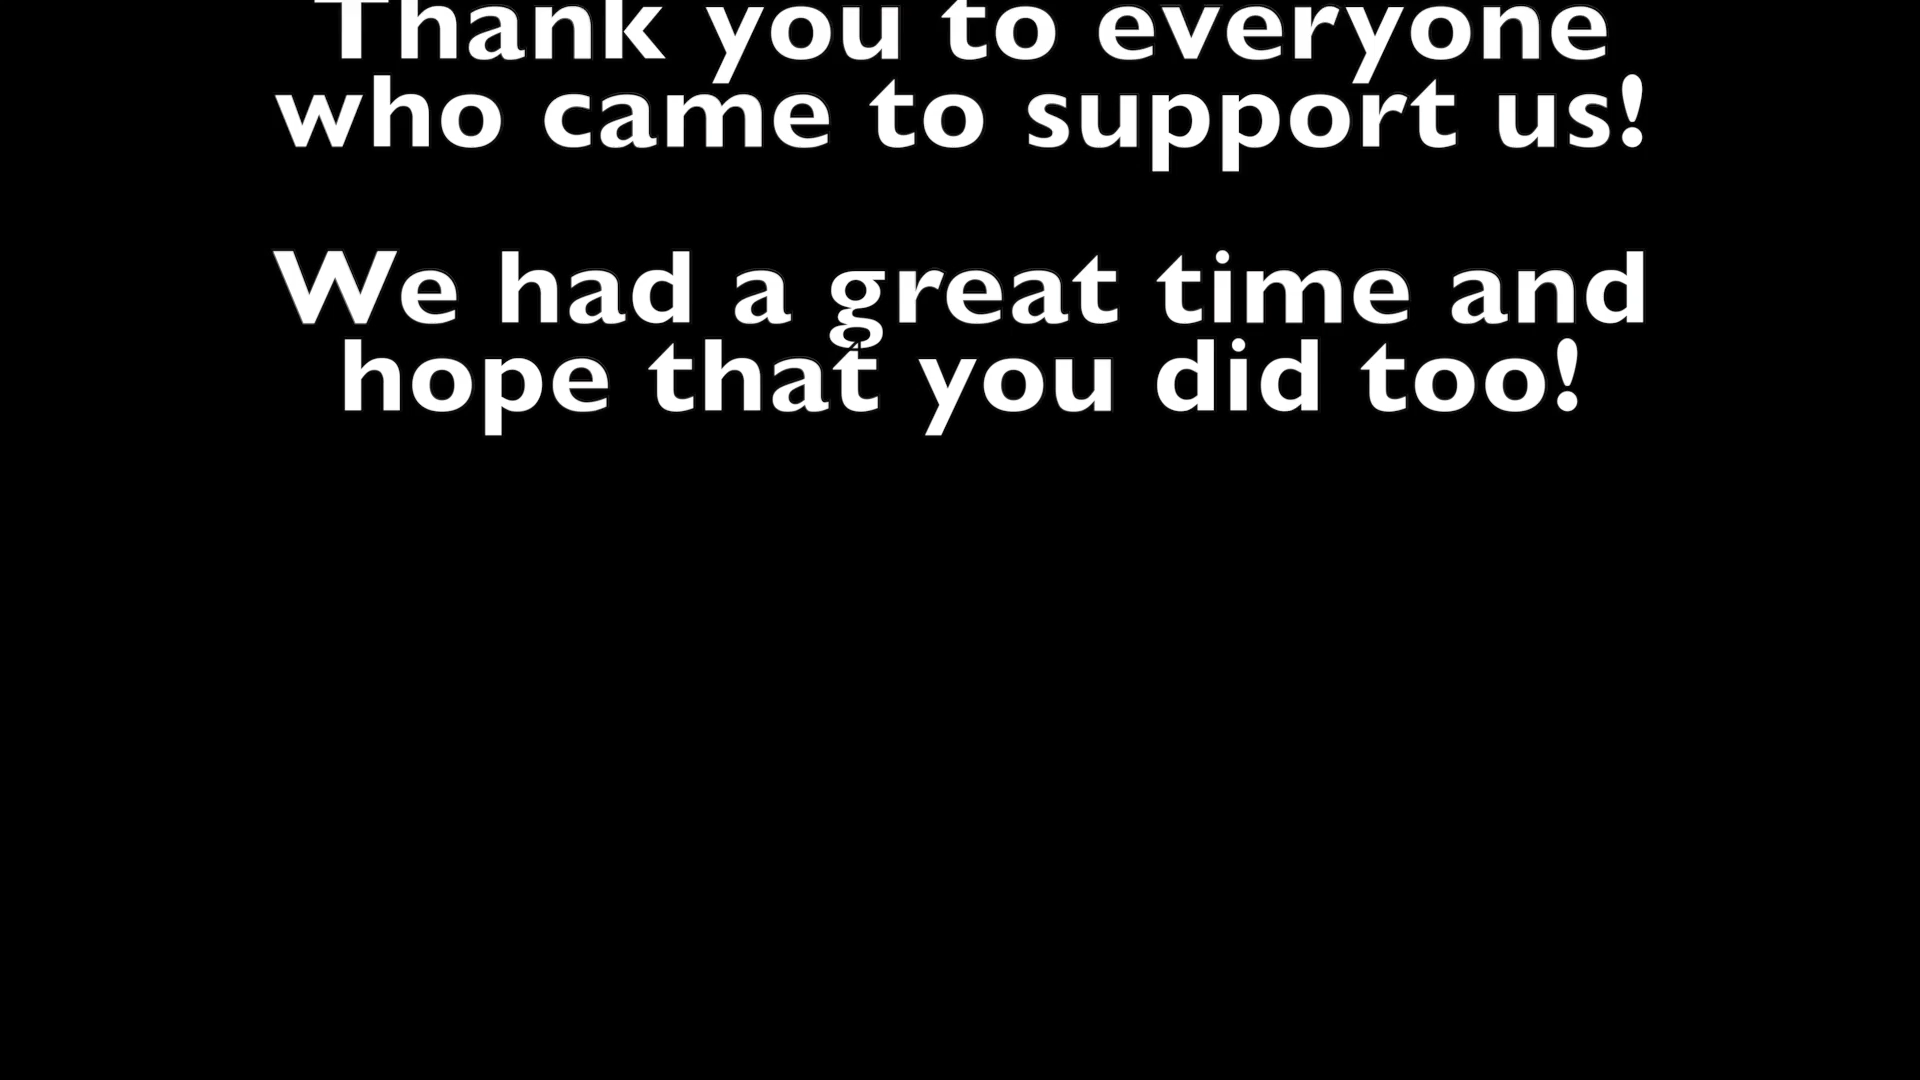 Thank you to everyone
who came to support us!
We had a great time and
hope that you did too!